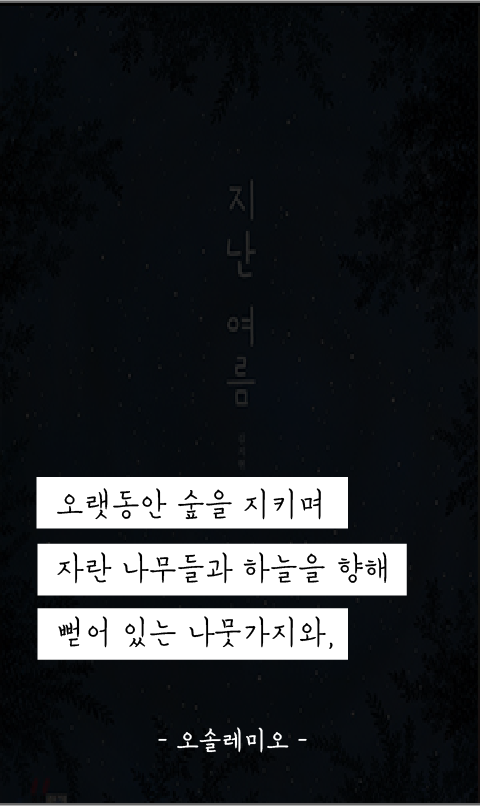 지난 여름
오랫동안 숲을 지키며
자란 나무들과 하늘을 향해
뻗어 있는 나뭇가지와,
- 오솔레미오 -